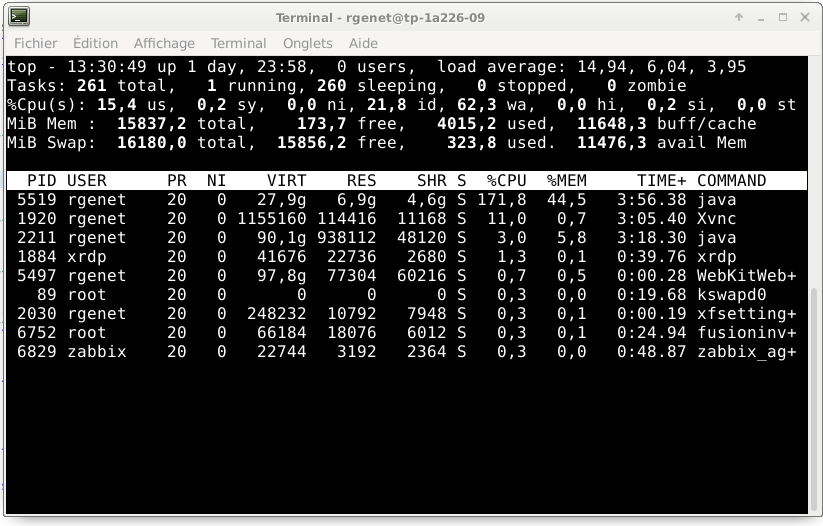 Terminal - rgenet@tp-1a226-09
Fichier Édition Affichage Terminal Onglets Aide
top - 13:30:49 up 1 day, 23:58,  0 users,  load average: 14,94, 6,04, 3,95
Tasks: 261 total,   1 running, 260 sleeping,   0 stopped,   0 zombie
%Cpu(s): 15,4 us,  0,2 sy,  0,0 ni, 21,8 id, 62,3 wa,  0,0 hi,  0,2 si,  0,0 st
MiB Mem :  15837,2 total,    173,7 free,   4015,2 used,  11648,3 buff/cache
MiB Swap:  16180,0 total,  15856,2 free,    323,8 used.  11476,3 avail Mem
PID USER      PR  NI    VIRT    RES    SHR S  %CPU  %MEM     TIME+ COMMAND
5519 rgenet    20   0   27,9g   6,9g   4,6g S 171,8  44,5   3:56.38 java
1920 rgenet    20   0 1155160 114416  11168 S  11,0   0,7   3:05.40 Xvnc
2211 rgenet    20   0   90,1g 938112  48120 S   3,0   5,8   3:18.30 java
1884 xrdp      20   0   41676  22736   2680 S   1,3   0,1   0:39.76 xrdp
5497 rgenet    20   0   97,8g  77304  60216 S   0,7   0,5   0:00.28 WebKitWeb+
89 root      20   0       0      0      0 S   0,3   0,0   0:19.68 kswapd0
2030 rgenet    20   0  248232  10792   7948 S   0,3   0,1   0:00.19 xfsetting+
6752 root      20   0   66184  18076   6012 S   0,3   0,1   0:24.94 fusioninv+
6829 zabbix    20   0   22744   3192   2364 S   0,3   0,0   0:48.87 zabbix_ag+